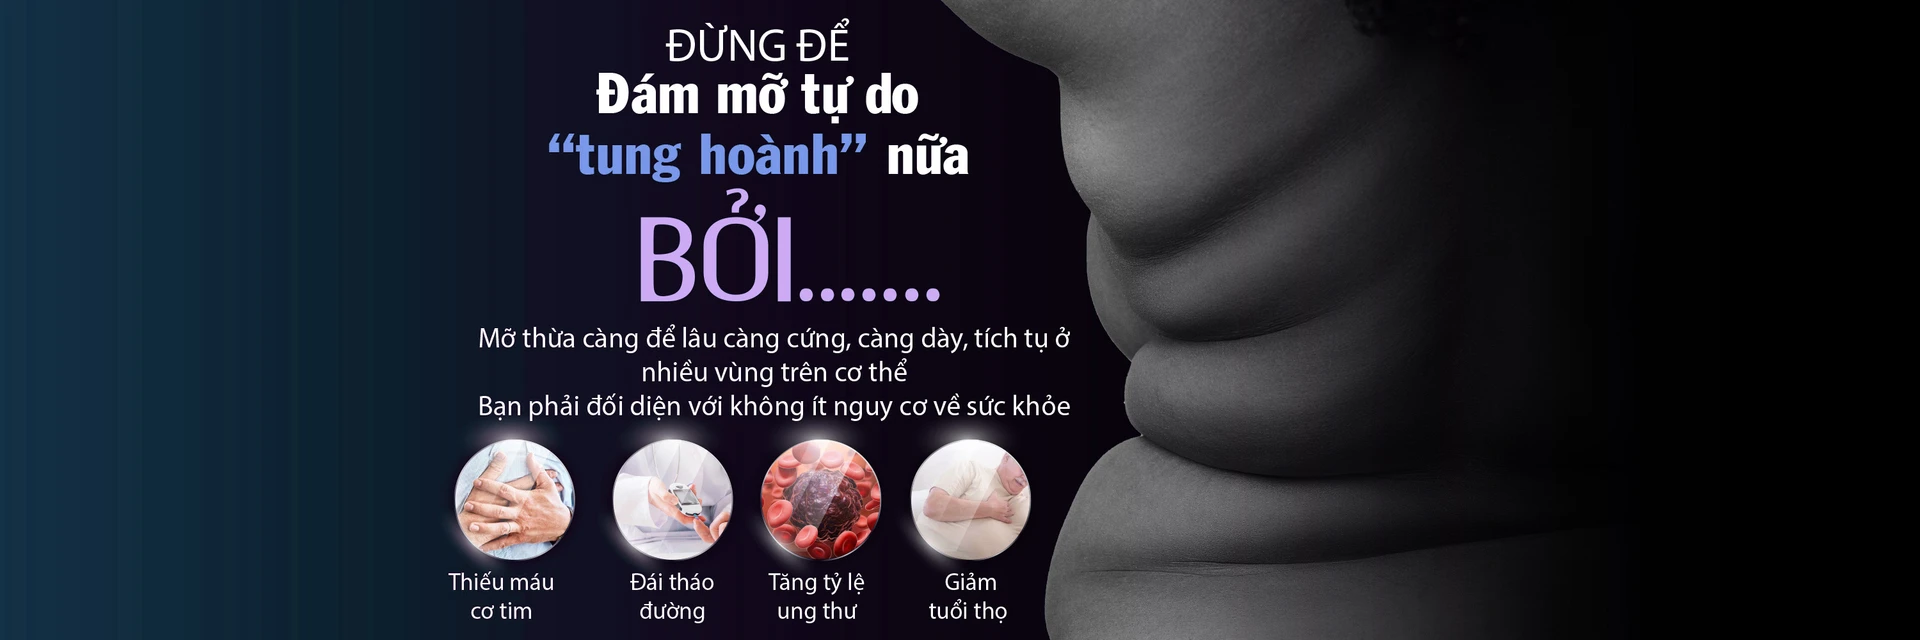 ĐỪNG ĐỂ
Đám mỡ tự do
“tung hoành” nữa
BỞI.......
Mỡ thừa càng để lâu càng cứng, càng dày, tích tụ ở
nhiều vùng trên cơ thể
Bạn phải đối diện với không ít nguy cơ về sức khỏe
Thiếu máu
cơ tim
Đái tháo
đường
Tăng tỷ lệ
ung thư
Giảm
tuổi thọ